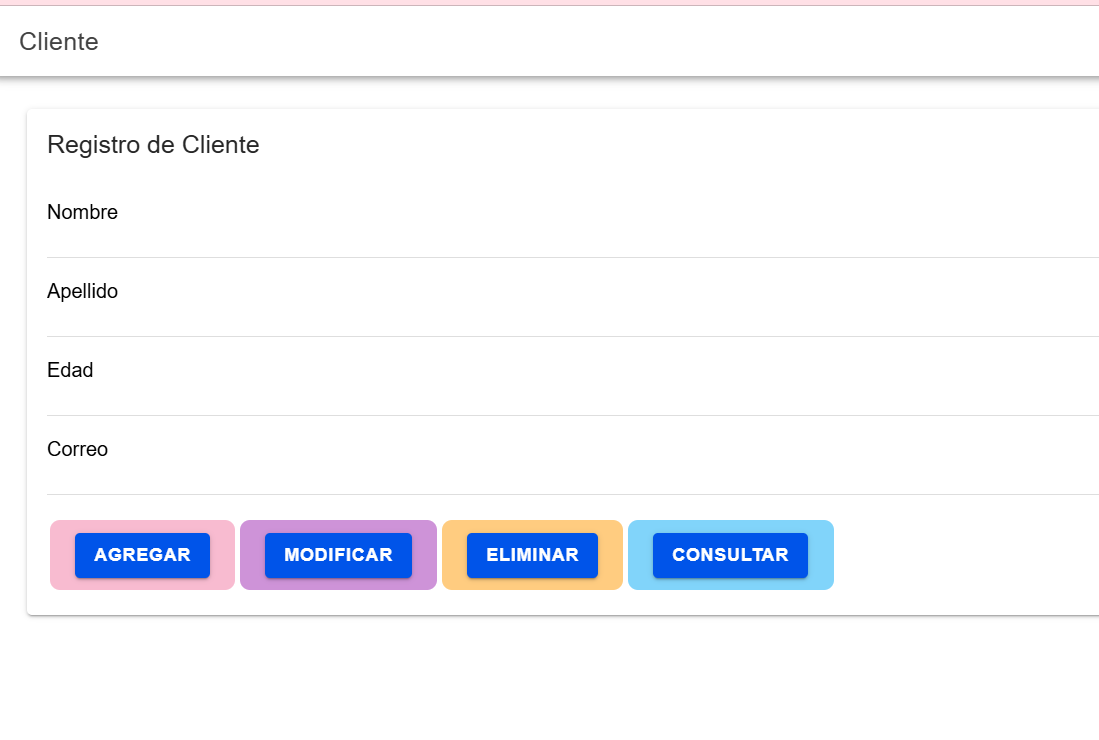 Cliente
Registro de Cliente
Nombre
Apellido
Edad
Correo
AGREGAR MODIFICAR ELIMINAR CONSULTAR